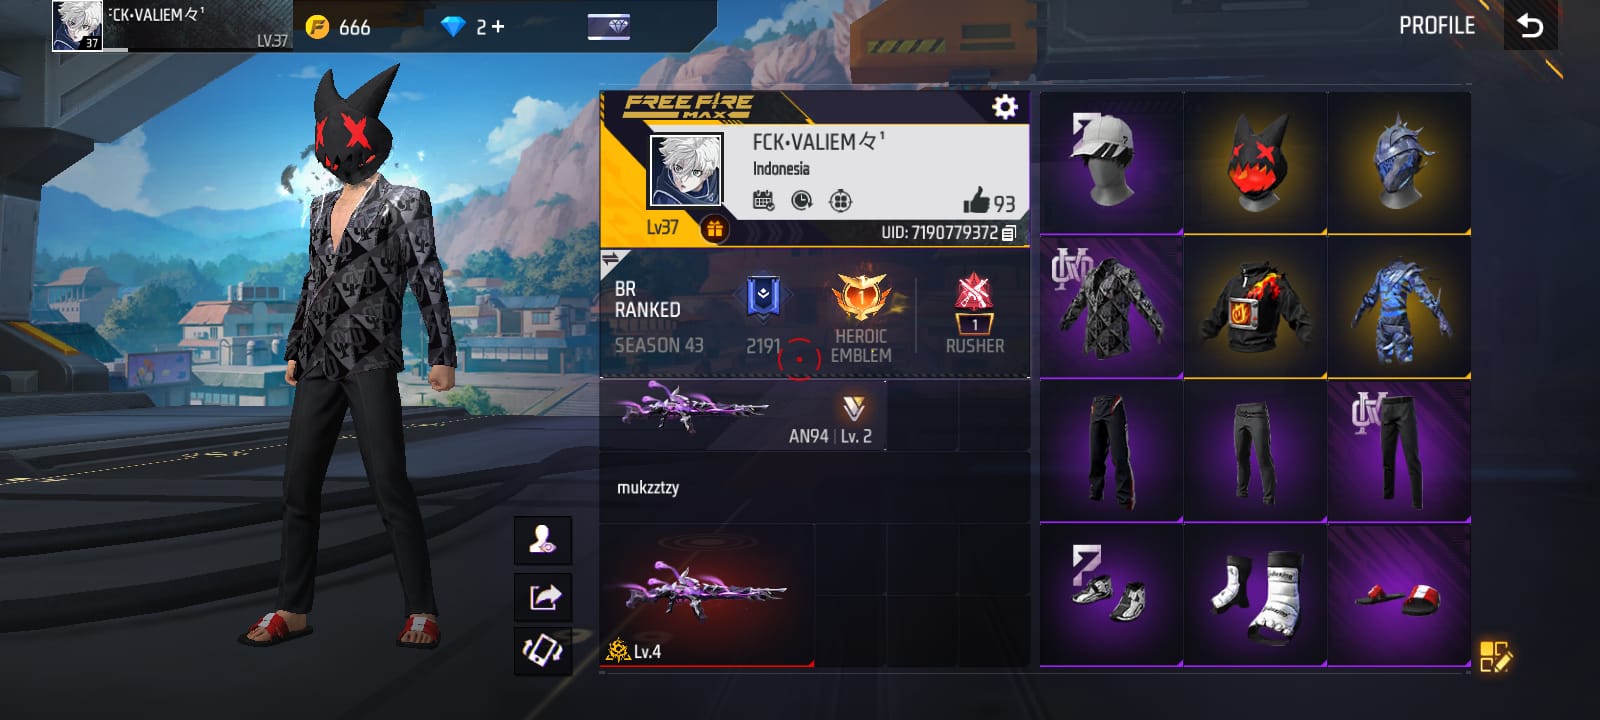 FCK•VALIEM々¹
37
LV.37
666
2+
PROFILE
FREE FIRE
MAX
FCK•VALIEM々¹
Indonesia
93
Lv37
UID: 7190779372
BR
RANKED
SEASON 43
2191
1
HEROIC
EMBLEM
1
RUSHER
AN94 | Lv. 2
mukzztzy
Lv.4